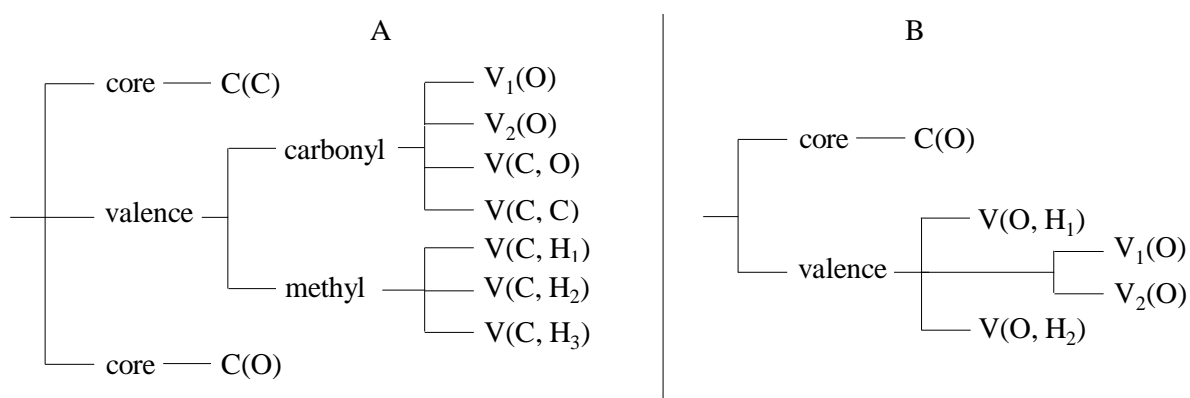 A
core C(C)
valence
carbonyl
V₁(O)
V₂(O)
V(C, O)
V(C, C)
methyl
V(C, H₁)
V(C, H₂)
V(C, H₃)
core C(O)
B
core C(O)
valence
V(O, H₁)
V₁(O)
V₂(O)
V(O, H₂)